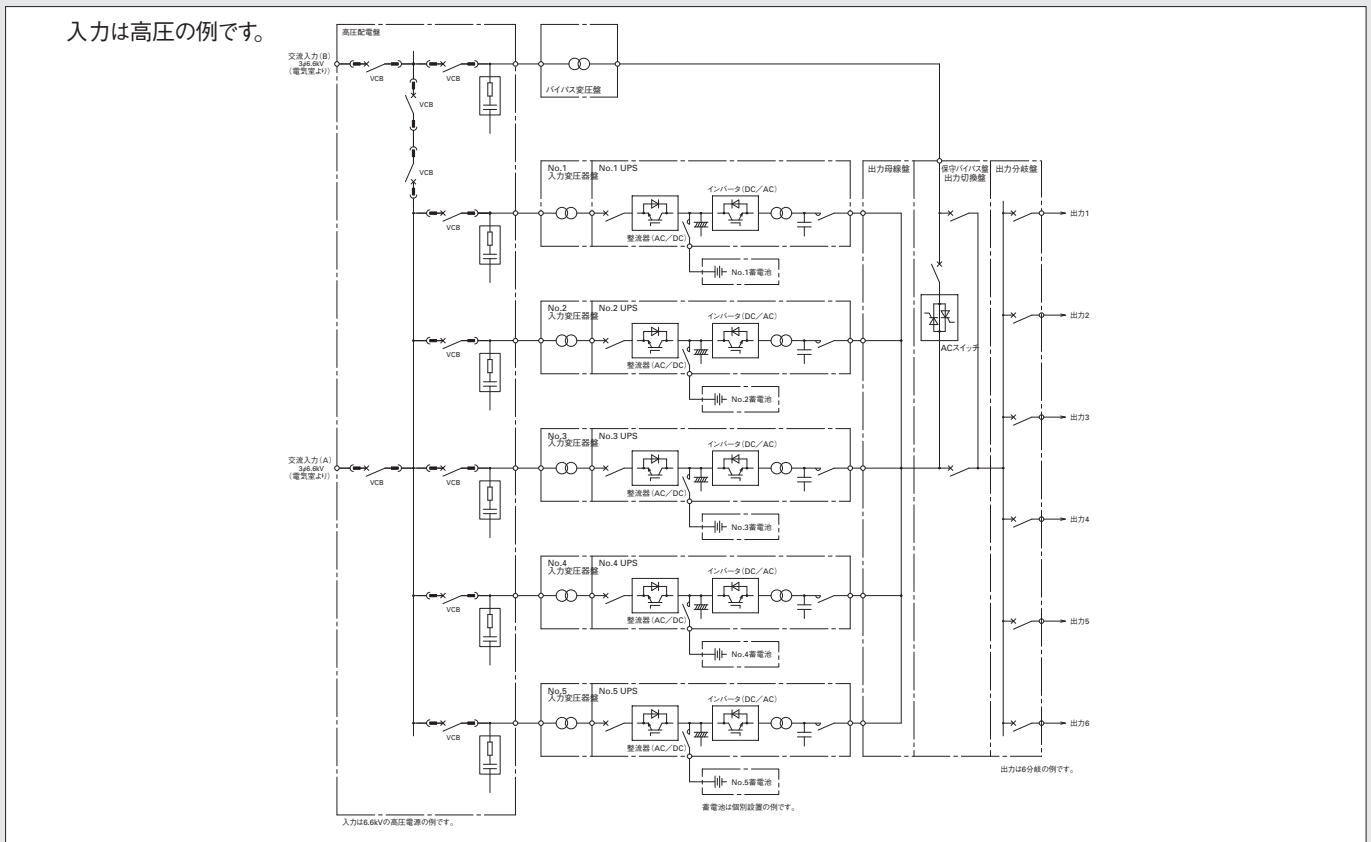 入力は高圧の例です。
高圧配電盤
交流入力(B)
3φ6.6kV
(電気室より)
VCB
VCB
VCB
VCB
バイパス変圧盤
No.1
入力変圧器盤
No.1 UPS
インバータ(DC/AC)
整流器(AC/DC)
No.1蓄電池
VCB
No.2
入力変圧器盤
No.2 UPS
インバータ(DC/AC)
整流器(AC/DC)
No.2蓄電池
VCB
交流入力(A)
3φ6.6kV
(電気室より)
VCB
VCB
No.3
入力変圧器盤
No.3 UPS
インバータ(DC/AC)
整流器(AC/DC)
No.3蓄電池
No.4
入力変圧器盤
No.4 UPS
インバータ(DC/AC)
整流器(AC/DC)
No.4蓄電池
VCB
No.5
入力変圧器盤
No.5 UPS
インバータ(DC/AC)
整流器(AC/DC)
No.5蓄電池
VCB
蓄電池は個別設置の例です。
入力は6.6kVの高圧電源の例です。
出力母線盤
保守バイパス盤
出力切換盤
出力分岐盤
ACスイッチ
出力1
出力2
出力3
出力4
出力5
出力6
出力は6分岐の例です。